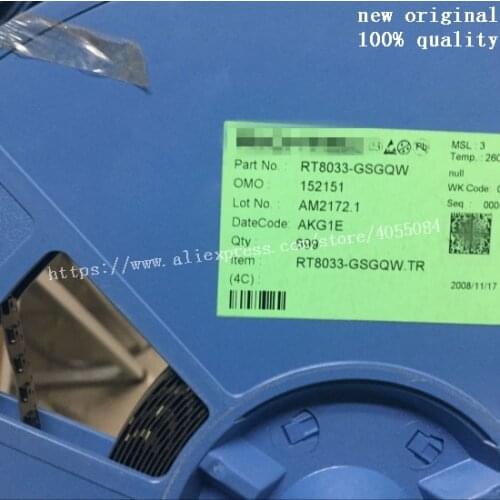 new original
100% quality
MSL : 3
Part No. : RT8033-GSGQW
Temp. : 260
OMO : 152151
null
Lot No. : AM2172.1
WK Code:
DateCode: AKG1E
Seq : 000
Qty : 599
Item : RT8033-GSGQW.TR
(4C) :
2008/11/17
https://www.aliexpress.com/store/4055084